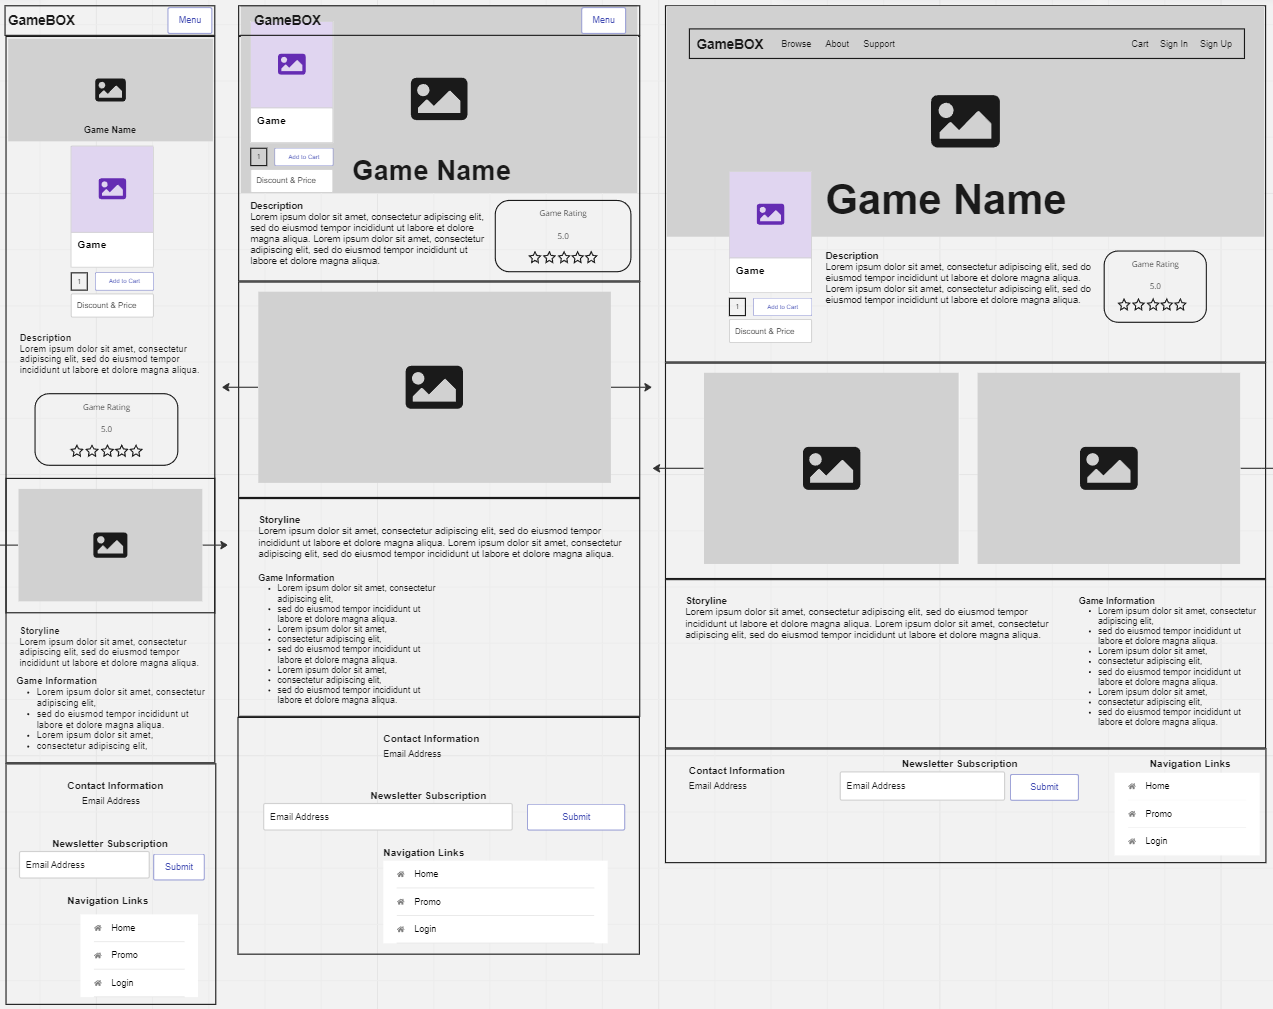 GameBOX
Menu
Game Name
Game
1
Add to Cart
Discount & Price
Description
Lorem ipsum dolor sit amet, consectetur
adipiscing elit, sed do eiusmod tempor
incididunt ut labore et dolore magna aliqua.
Game Rating
5.0
Storyline
Lorem ipsum dolor sit amet, consectetur
adipiscing elit, sed do eiusmod tempor
incididunt ut labore et dolore magna aliqua.
Game Information
• Lorem ipsum dolor sit amet, consectetur
adipiscing elit,
• sed do eiusmod tempor incididunt ut
labore et dolore magna aliqua.
• Lorem ipsum dolor sit amet,
• consectetur adipiscing elit,
Contact Information
Email Address
Newsletter Subscription
Email Address
Submit
Navigation Links
Home
Promo
Login
GameBOX
Menu
Game
1
Add to Cart
Discount & Price
Game Name
Description
Lorem ipsum dolor sit amet, consectetur adipiscing elit,
sed do eiusmod tempor incididunt ut labore et dolore
magna aliqua. Lorem ipsum dolor sit amet, consectetur
adipiscing elit, sed do eiusmod tempor incididunt ut
labore et dolore magna aliqua.
Game Rating
5.0
Storyline
Lorem ipsum dolor sit amet, consectetur adipiscing elit, sed do eiusmod tempor
incididunt ut labore et dolore magna aliqua. Lorem ipsum dolor sit amet, consectetur
adipiscing elit, sed do eiusmod tempor incididunt ut labore et dolore magna aliqua.
Game Information
• Lorem ipsum dolor sit amet, consectetur
adipiscing elit,
• sed do eiusmod tempor incididunt ut
labore et dolore magna aliqua.
• Lorem ipsum dolor sit amet,
• consectetur adipiscing elit,
• sed do eiusmod tempor incididunt ut
labore et dolore magna aliqua.
• Lorem ipsum dolor sit amet,
• consectetur adipiscing elit,
• sed do eiusmod tempor incididunt ut
labore et dolore magna aliqua.
Contact Information
Email Address
Newsletter Subscription
Email Address
Submit
Navigation Links
Home
Promo
Login
GameBOX
Browse
About
Support
Cart
Sign In
Sign Up
Game Name
Game
1
Add to Cart
Discount & Price
Description
Lorem ipsum dolor sit amet, consectetur adipiscing elit, sed do
eiusmod tempor incididunt ut labore et dolore magna aliqua.
Lorem ipsum dolor sit amet, consectetur adipiscing elit, sed do
eiusmod tempor incididunt ut labore et dolore magna aliqua.
Game Rating
5.0
Storyline
Lorem ipsum dolor sit amet, consectetur adipiscing elit, sed do eiusmod tempor
incididunt ut labore et dolore magna aliqua. Lorem ipsum dolor sit amet, consectetur
adipiscing elit, sed do eiusmod tempor incididunt ut labore et dolore magna aliqua.
Game Information
• Lorem ipsum dolor sit amet, consectetur
adipiscing elit,
• sed do eiusmod tempor incididunt ut
labore et dolore magna aliqua.
• Lorem ipsum dolor sit amet,
• consectetur adipiscing elit,
• sed do eiusmod tempor incididunt ut
labore et dolore magna aliqua.
• Lorem ipsum dolor sit amet,
• consectetur adipiscing elit,
• sed do eiusmod tempor incididunt ut
labore et dolore magna aliqua.
Contact Information
Email Address
Newsletter Subscription
Email Address
Submit
Navigation Links
Home
Promo
Login